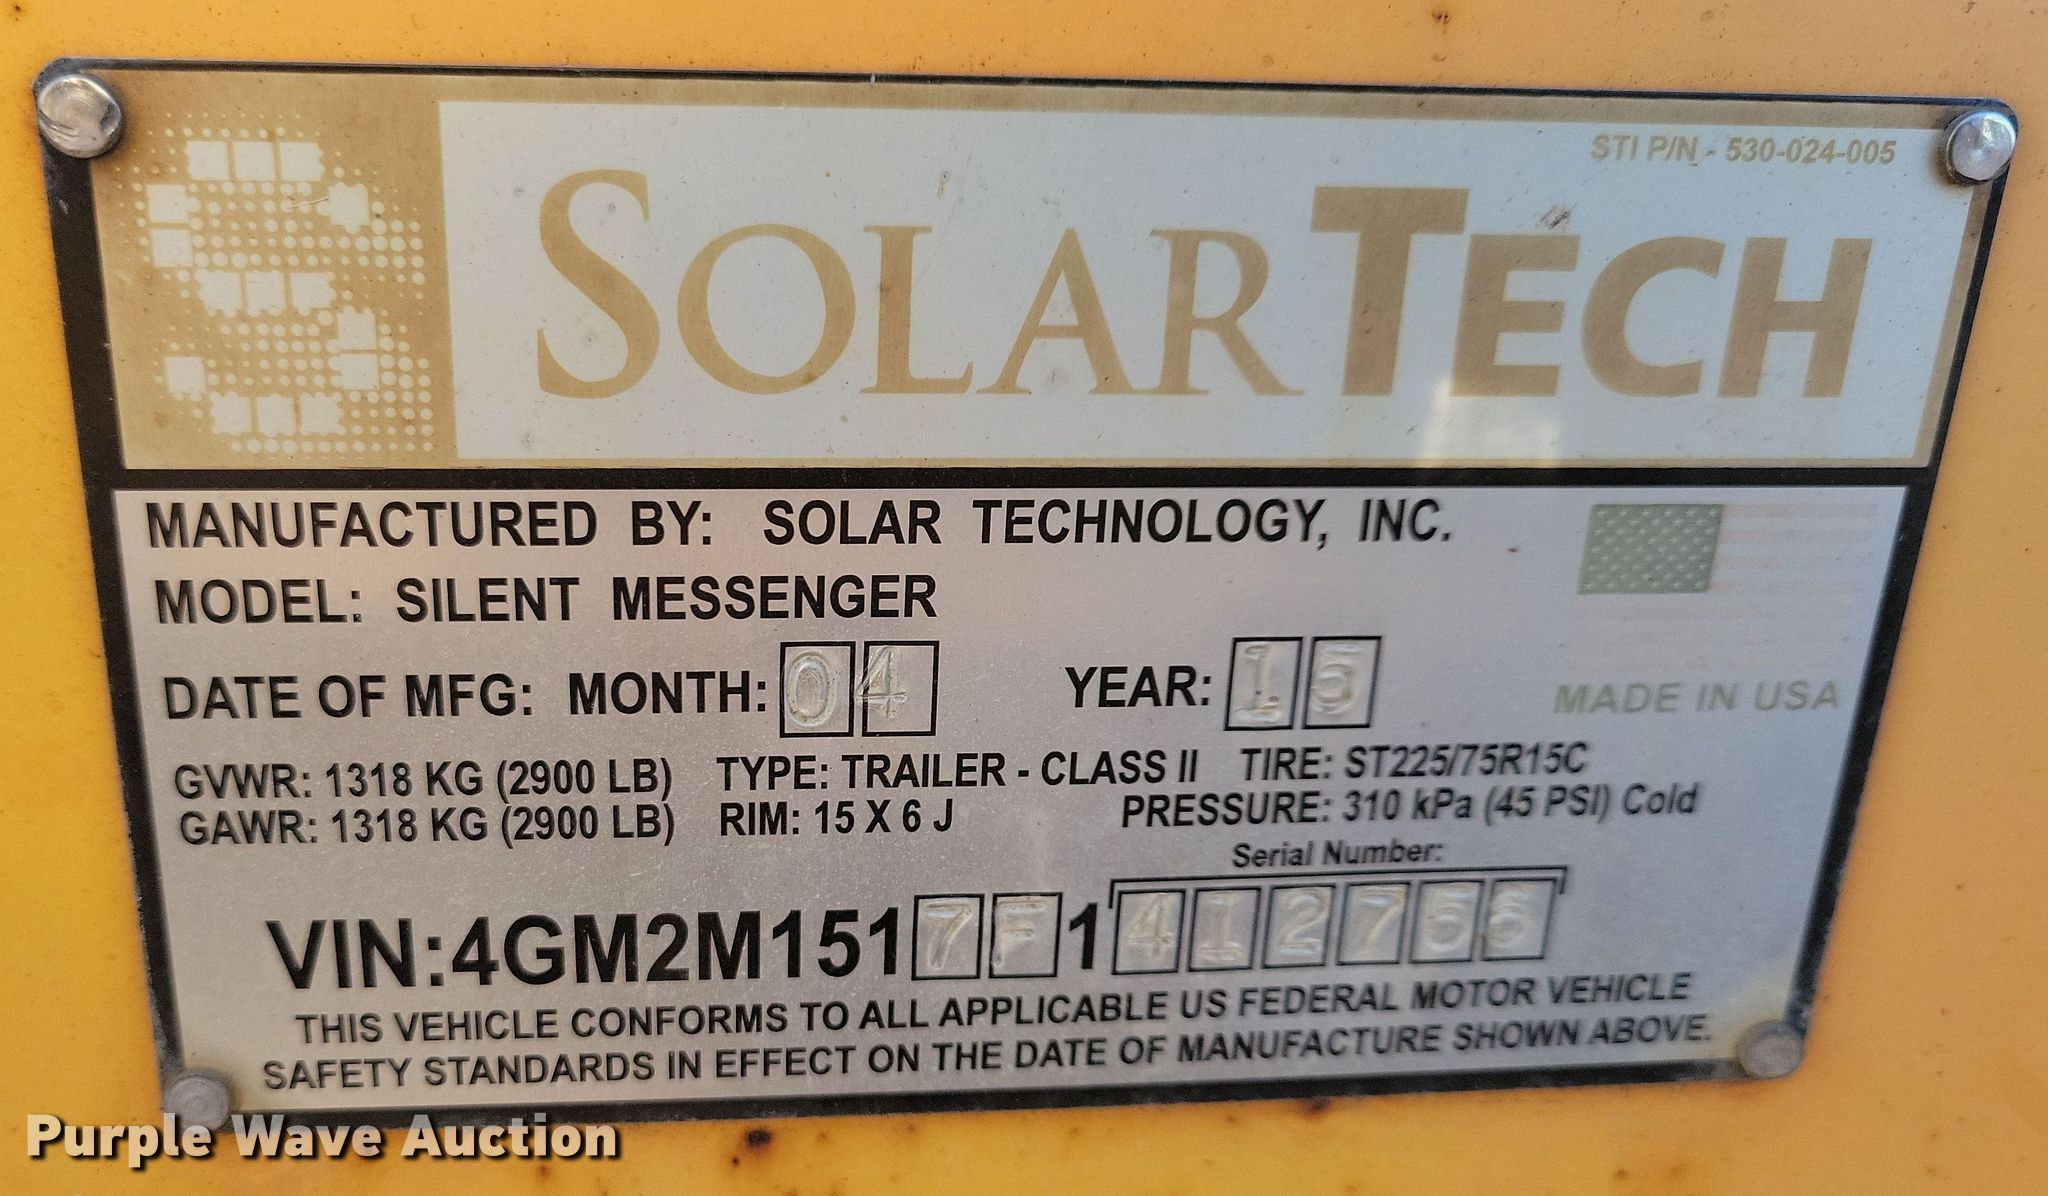 STI P/N - 530-024-005
SOLARTECH
MANUFACTURED BY: SOLAR TECHNOLOGY, INC.
MODEL: SILENT MESSENGER
DATE OF MFG: MONTH: 04 YEAR: 15
MADE IN USA
GVWR: 1318 KG (2900 LB) TYPE: TRAILER - CLASS II TIRE: ST225/75R15C
GAWR: 1318 KG (2900 LB) RIM: 15 X 6 J PRESSURE: 310 kPa (45 PSI) Cold
Serial Number:
VIN:4GM2M1517F1412756
THIS VEHICLE CONFORMS TO ALL APPLICABLE US FEDERAL MOTOR VEHICLE
SAFETY STANDARDS IN EFFECT ON THE DATE OF MANUFACTURE SHOWN ABOVE.
Purple Wave Auction